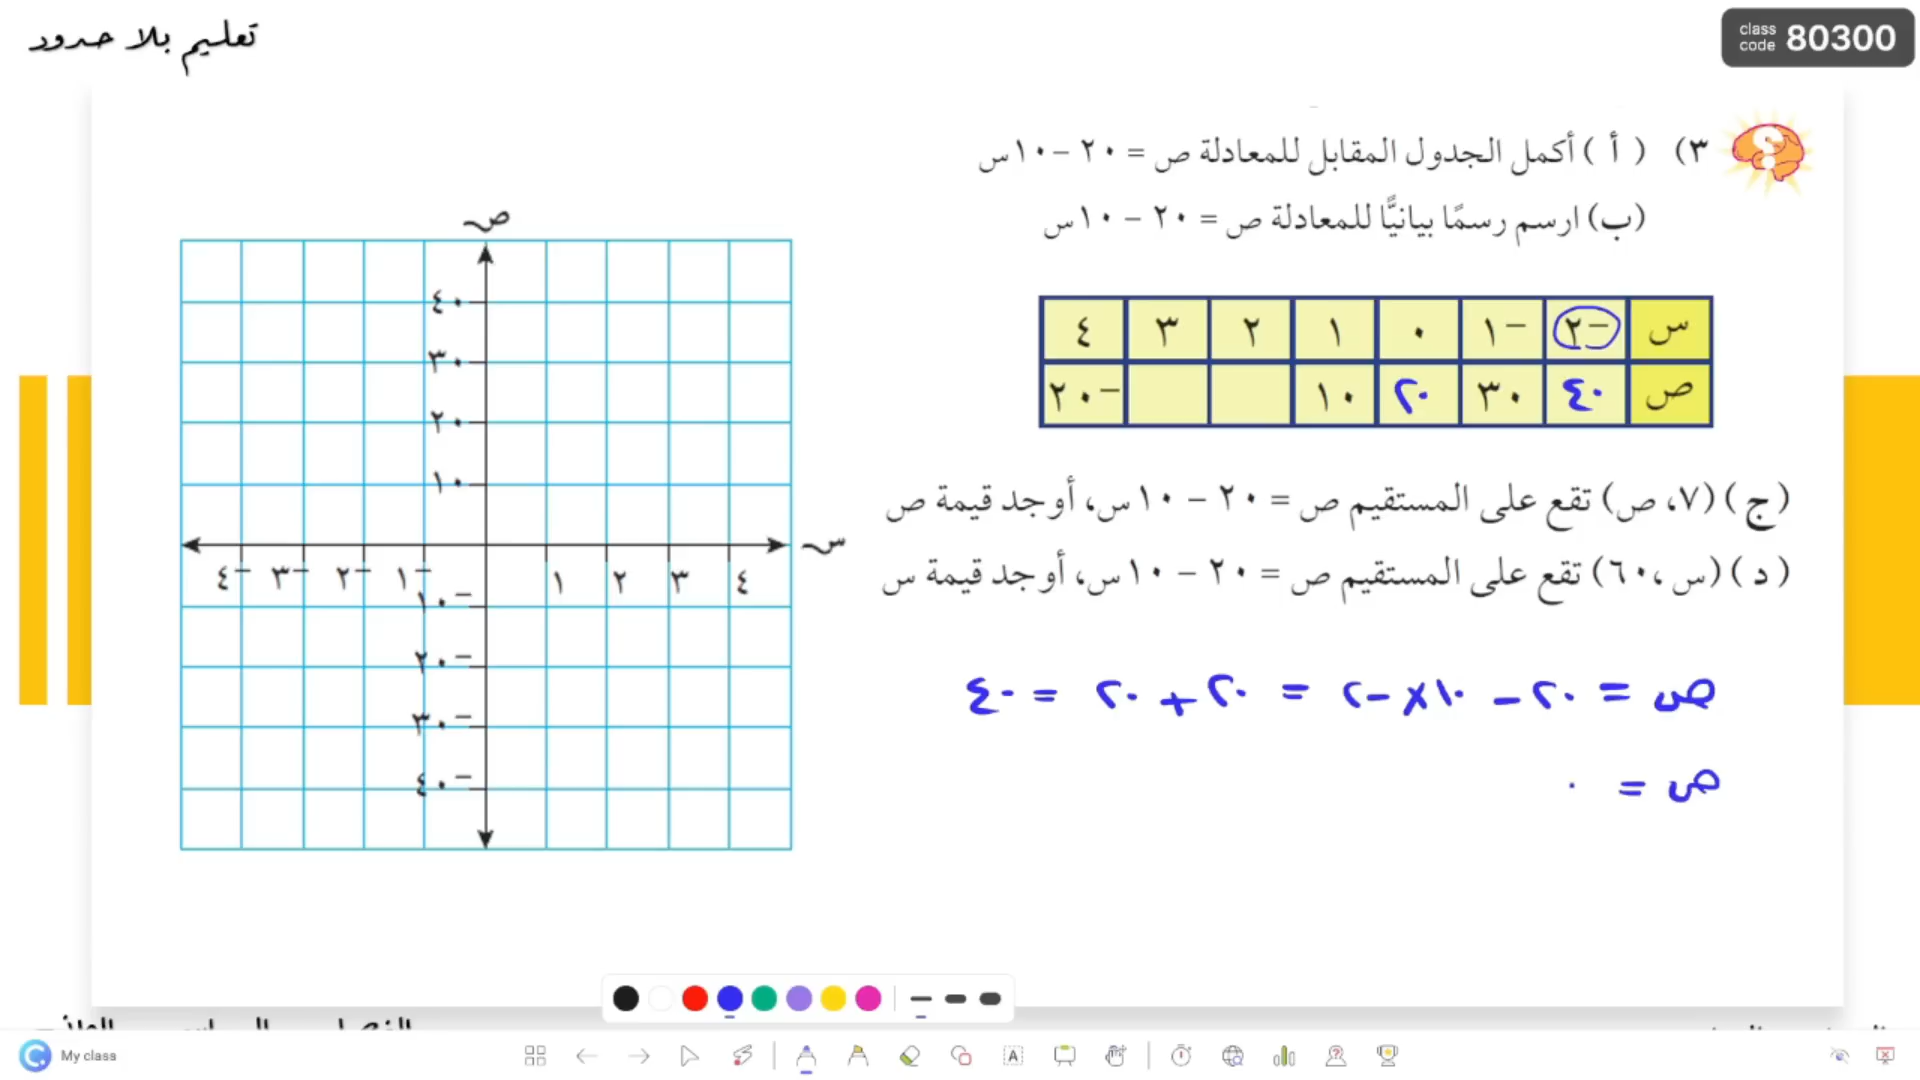 تعليم بلا حدود
class code 80300
٣) ( أ ) أكمل الجدول المقابل للمعادلة ص = ٢٠ – ١٠س
(ب) ارسم رسمًا بيانيًّا للمعادلة ص = ٢٠ – ١٠س
س ٢– ١– ٠ ١ ٢ ٣ ٤
ص ٤٠ ٣٠ ٢٠ ١٠ ٢٠–
(ج) (٧، ص) تقع على المستقيم ص = ٢٠ – ١٠س، أوجد قيمة ص
(د) (س، ٦٠) تقع على المستقيم ص = ٢٠ – ١٠س، أوجد قيمة س
ص = ٢٠ – ١٠ × –٢ = ٢٠ + ٢٠ = ٤٠
ص =
ص
٤٠
٣٠
٢٠
١٠
س
٤– ٣– ٢– ١– ١ ٢ ٣ ٤
١٠–
٢٠–
٣٠–
٤٠–
My class